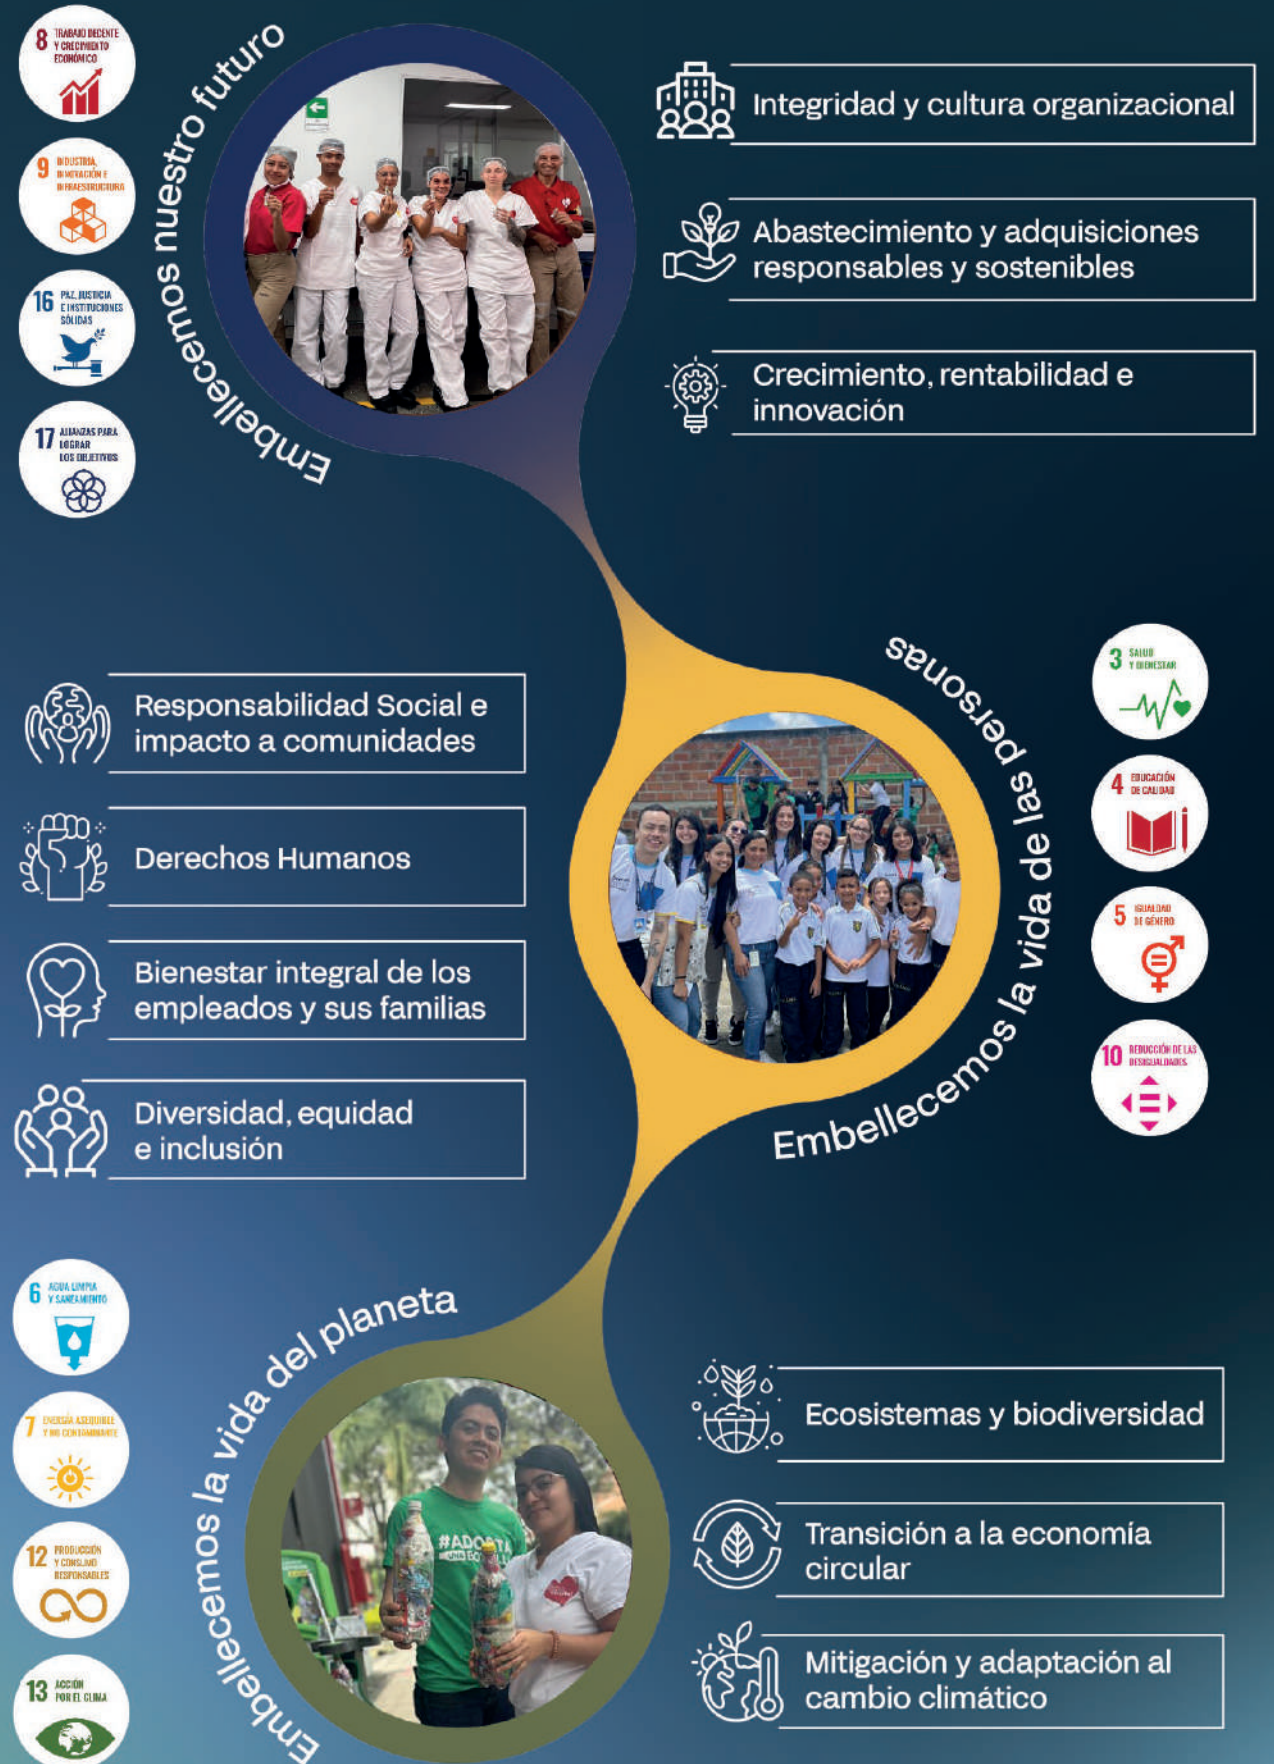 8 TRABAJO DECENTE
Y CRECIMIENTO
ECONÓMICO
9 INDUSTRIA,
INNOVACIÓN E
INFRAESTRUCTURA
16 PAZ, JUSTICIA
E INSTITUCIONES
SÓLIDAS
17 ALIANZAS PARA
LOGRAR
LOS OBJETIVOS
Embellecemos nuestro futuro
Integridad y cultura organizacional
Abastecimiento y adquisiciones
responsables y sostenibles
Crecimiento, rentabilidad e
innovación
Responsabilidad Social e
impacto a comunidades
Derechos Humanos
Bienestar integral de los
empleados y sus familias
Diversidad, equidad
e inclusión
Embellecemos la vida de las personas
3 SALUD
Y BIENESTAR
4 EDUCACIÓN
DE CALIDAD
5 IGUALDAD
DE GÉNERO
10 REDUCCIÓN DE LAS
DESIGUALDADES
6 AGUA LIMPIA
Y SANEAMIENTO
7 ENERGÍA ASEQUIBLE
Y NO CONTAMINANTE
12 PRODUCCIÓN
Y CONSUMO
RESPONSABLES
13 ACCIÓN
POR EL CLIMA
Embellecemos la vida del planeta
#ADOPTA
UNA
Ecosistemas y biodiversidad
Transición a la economía
circular
Mitigación y adaptación al
cambio climático